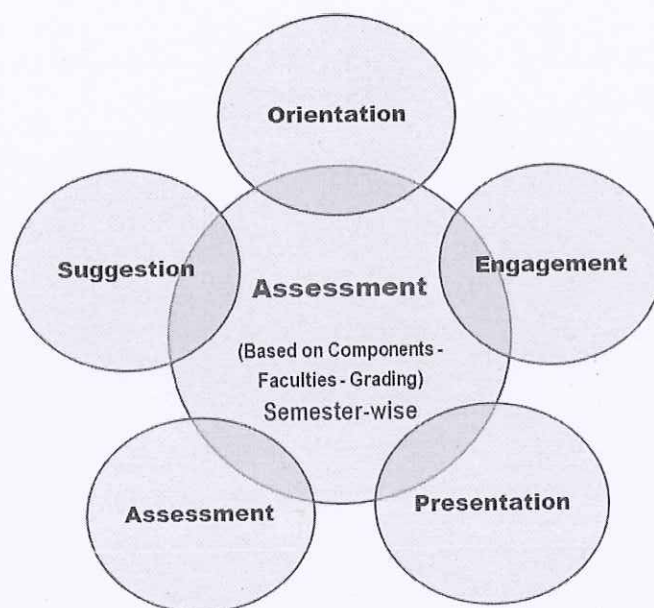 Orientation
Suggestion
Engagement
Assessment
(Based on Components -
Faculties - Grading)
Semester-wise
Assessment
Presentation